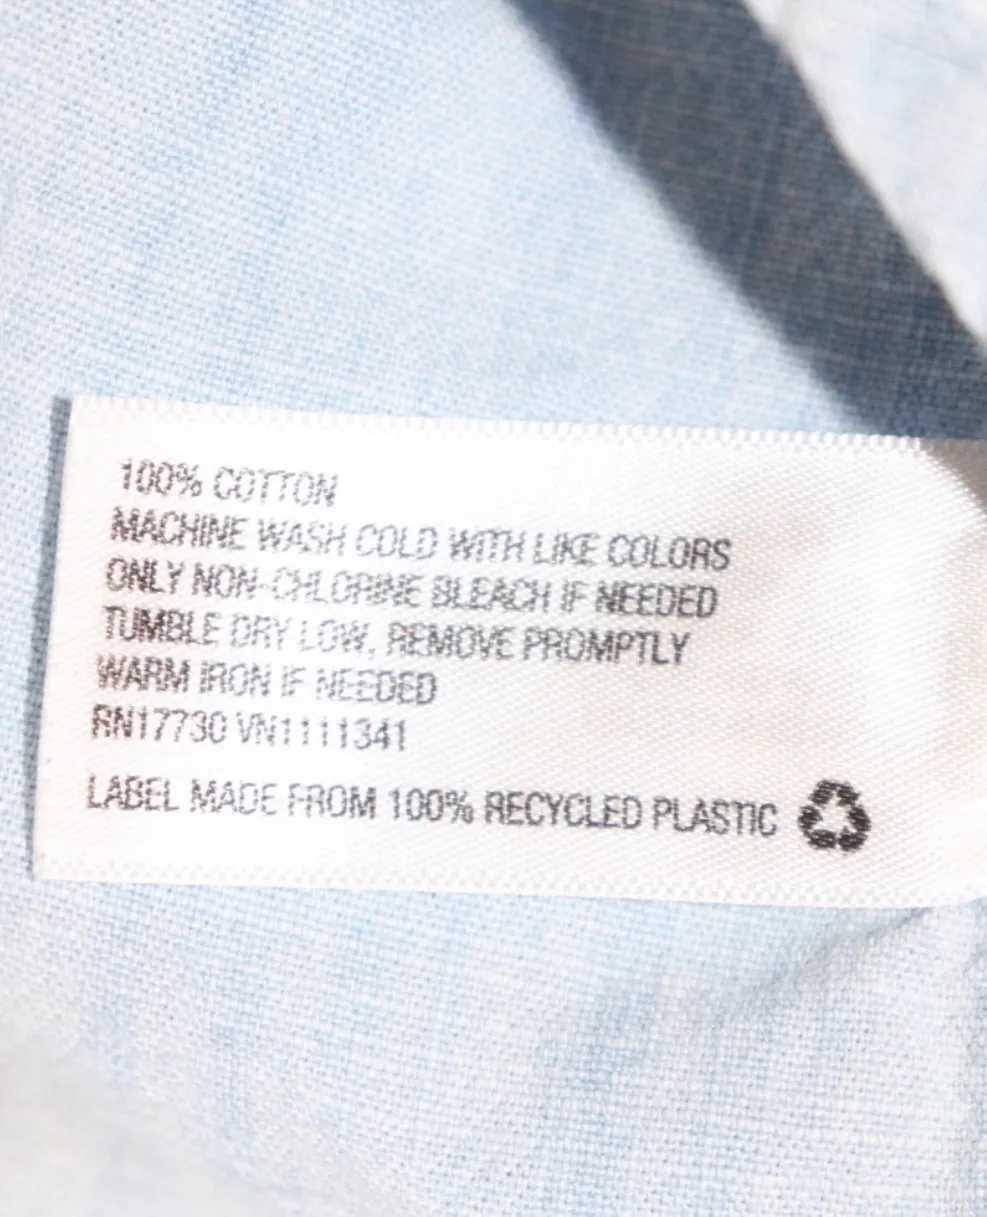 100% COTTON
MACHINE WASH COLD WITH LIKE COLORS
ONLY NON-CHLORINE BLEACH IF NEEDED
TUMBLE DRY LOW, REMOVE PROMPTLY
WARM IRON IF NEEDED
RN17730 VN1111341
LABEL MADE FROM 100% RECYCLED PLASTIC